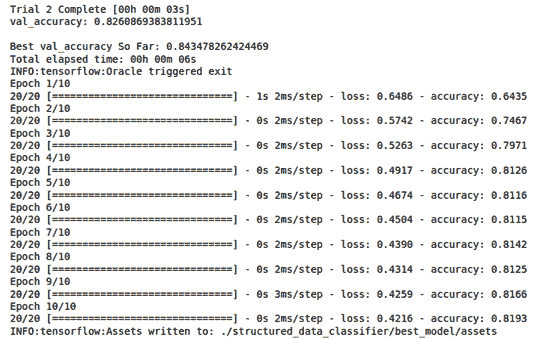 Trial 2 Complete [00h 00m 03s]
val_accuracy: 0.8260869383811951
Best val_accuracy So Far: 0.843478262424469
Total elapsed time: 00h 00m 06s
INFO:tensorflow:Oracle triggered exit
Epoch 1/10
20/20 [==============================] - 1s 2ms/step - loss: 0.6486 - accuracy: 0.6435
Epoch 2/10
20/20 [==============================] - 0s 2ms/step - loss: 0.5742 - accuracy: 0.7467
Epoch 3/10
20/20 [==============================] - 0s 2ms/step - loss: 0.5263 - accuracy: 0.7971
Epoch 4/10
20/20 [==============================] - 0s 2ms/step - loss: 0.4917 - accuracy: 0.8126
Epoch 5/10
20/20 [==============================] - 0s 2ms/step - loss: 0.4674 - accuracy: 0.8116
Epoch 6/10
20/20 [==============================] - 0s 2ms/step - loss: 0.4504 - accuracy: 0.8115
Epoch 7/10
20/20 [==============================] - 0s 2ms/step - loss: 0.4390 - accuracy: 0.8142
Epoch 8/10
20/20 [==============================] - 0s 2ms/step - loss: 0.4314 - accuracy: 0.8125
Epoch 9/10
20/20 [==============================] - 0s 3ms/step - loss: 0.4259 - accuracy: 0.8166
Epoch 10/10
20/20 [==============================] - 0s 2ms/step - loss: 0.4216 - accuracy: 0.8193
INFO:tensorflow:Assets written to: ./structured_data_classifier/best_model/assets